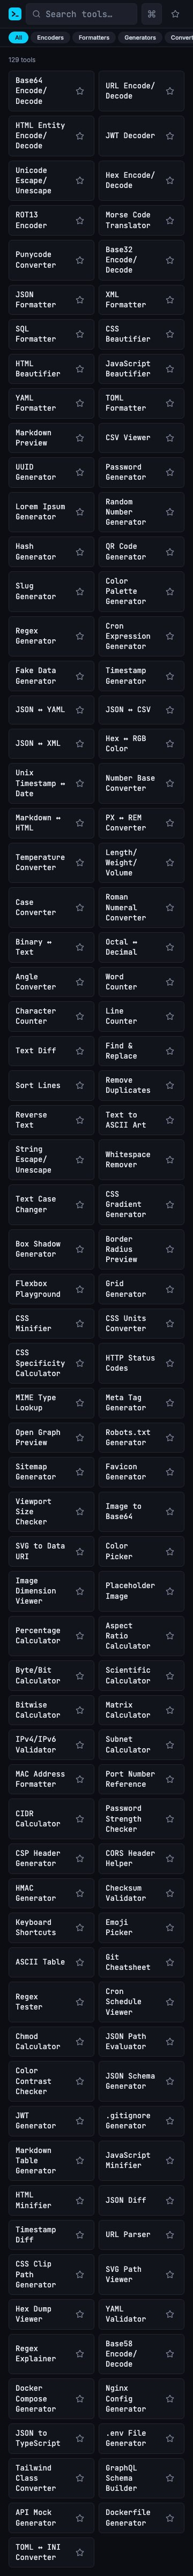 Search tools…
⌘
All
Encoders
Formatters
Generators
Convert
129 tools
Base64
Encode/
Decode
URL Encode/
Decode
HTML Entity
Encode/
Decode
JWT Decoder
Unicode
Escape/
Unescape
Hex Encode/
Decode
ROT13
Encoder
Morse Code
Translator
Punycode
Converter
Base32
Encode/
Decode
JSON
Formatter
XML
Formatter
SQL
Formatter
CSS
Beautifier
HTML
Beautifier
JavaScript
Beautifier
YAML
Formatter
TOML
Formatter
Markdown
Preview
CSV Viewer
UUID
Generator
Password
Generator
Lorem Ipsum
Generator
Random
Number
Generator
Hash
Generator
QR Code
Generator
Slug
Generator
Color
Palette
Generator
Regex
Generator
Cron
Expression
Generator
Fake Data
Generator
Timestamp
Generator
JSON ↔ YAML
JSON ↔ CSV
JSON ↔ XML
Hex ↔ RGB
Color
Unix
Timestamp ↔
Date
Number Base
Converter
Markdown ↔
HTML
PX ↔ REM
Converter
Temperature
Converter
Length/
Weight/
Volume
Case
Converter
Roman
Numeral
Converter
Binary ↔
Text
Octal ↔
Decimal
Angle
Converter
Word
Counter
Character
Counter
Line
Counter
Text Diff
Find &
Replace
Sort Lines
Remove
Duplicates
Reverse
Text
Text to
ASCII Art
String
Escape/
Unescape
Whitespace
Remover
Text Case
Changer
CSS
Gradient
Generator
Box Shadow
Generator
Border
Radius
Preview
Flexbox
Playground
Grid
Generator
CSS
Minifier
CSS Units
Converter
CSS
Specificity
Calculator
HTTP Status
Codes
MIME Type
Lookup
Meta Tag
Generator
Open Graph
Preview
Robots.txt
Generator
Sitemap
Generator
Favicon
Generator
Viewport
Size
Checker
Image to
Base64
SVG to Data
URI
Color
Picker
Image
Dimension
Viewer
Placeholder
Image
Percentage
Calculator
Aspect
Ratio
Calculator
Byte/Bit
Calculator
Scientific
Calculator
Bitwise
Calculator
Matrix
Calculator
IPv4/IPv6
Validator
Subnet
Calculator
MAC Address
Formatter
Port Number
Reference
CIDR
Calculator
Password
Strength
Checker
CSP Header
Generator
CORS Header
Helper
HMAC
Generator
Checksum
Validator
Keyboard
Shortcuts
Emoji
Picker
ASCII Table
Git
Cheatsheet
Regex
Tester
Cron
Schedule
Viewer
Chmod
Calculator
JSON Path
Evaluator
Color
Contrast
Checker
JSON Schema
Generator
JWT
Generator
.gitignore
Generator
Markdown
Table
Generator
JavaScript
Minifier
HTML
Minifier
JSON Diff
Timestamp
Diff
URL Parser
CSS Clip
Path
Generator
SVG Path
Viewer
Hex Dump
Viewer
YAML
Validator
Regex
Explainer
Base58
Encode/
Decode
Docker
Compose
Generator
Nginx
Config
Generator
JSON to
TypeScript
.env File
Generator
Tailwind
Class
Converter
GraphQL
Schema
Builder
API Mock
Generator
Dockerfile
Generator
TOML ↔ INI
Converter